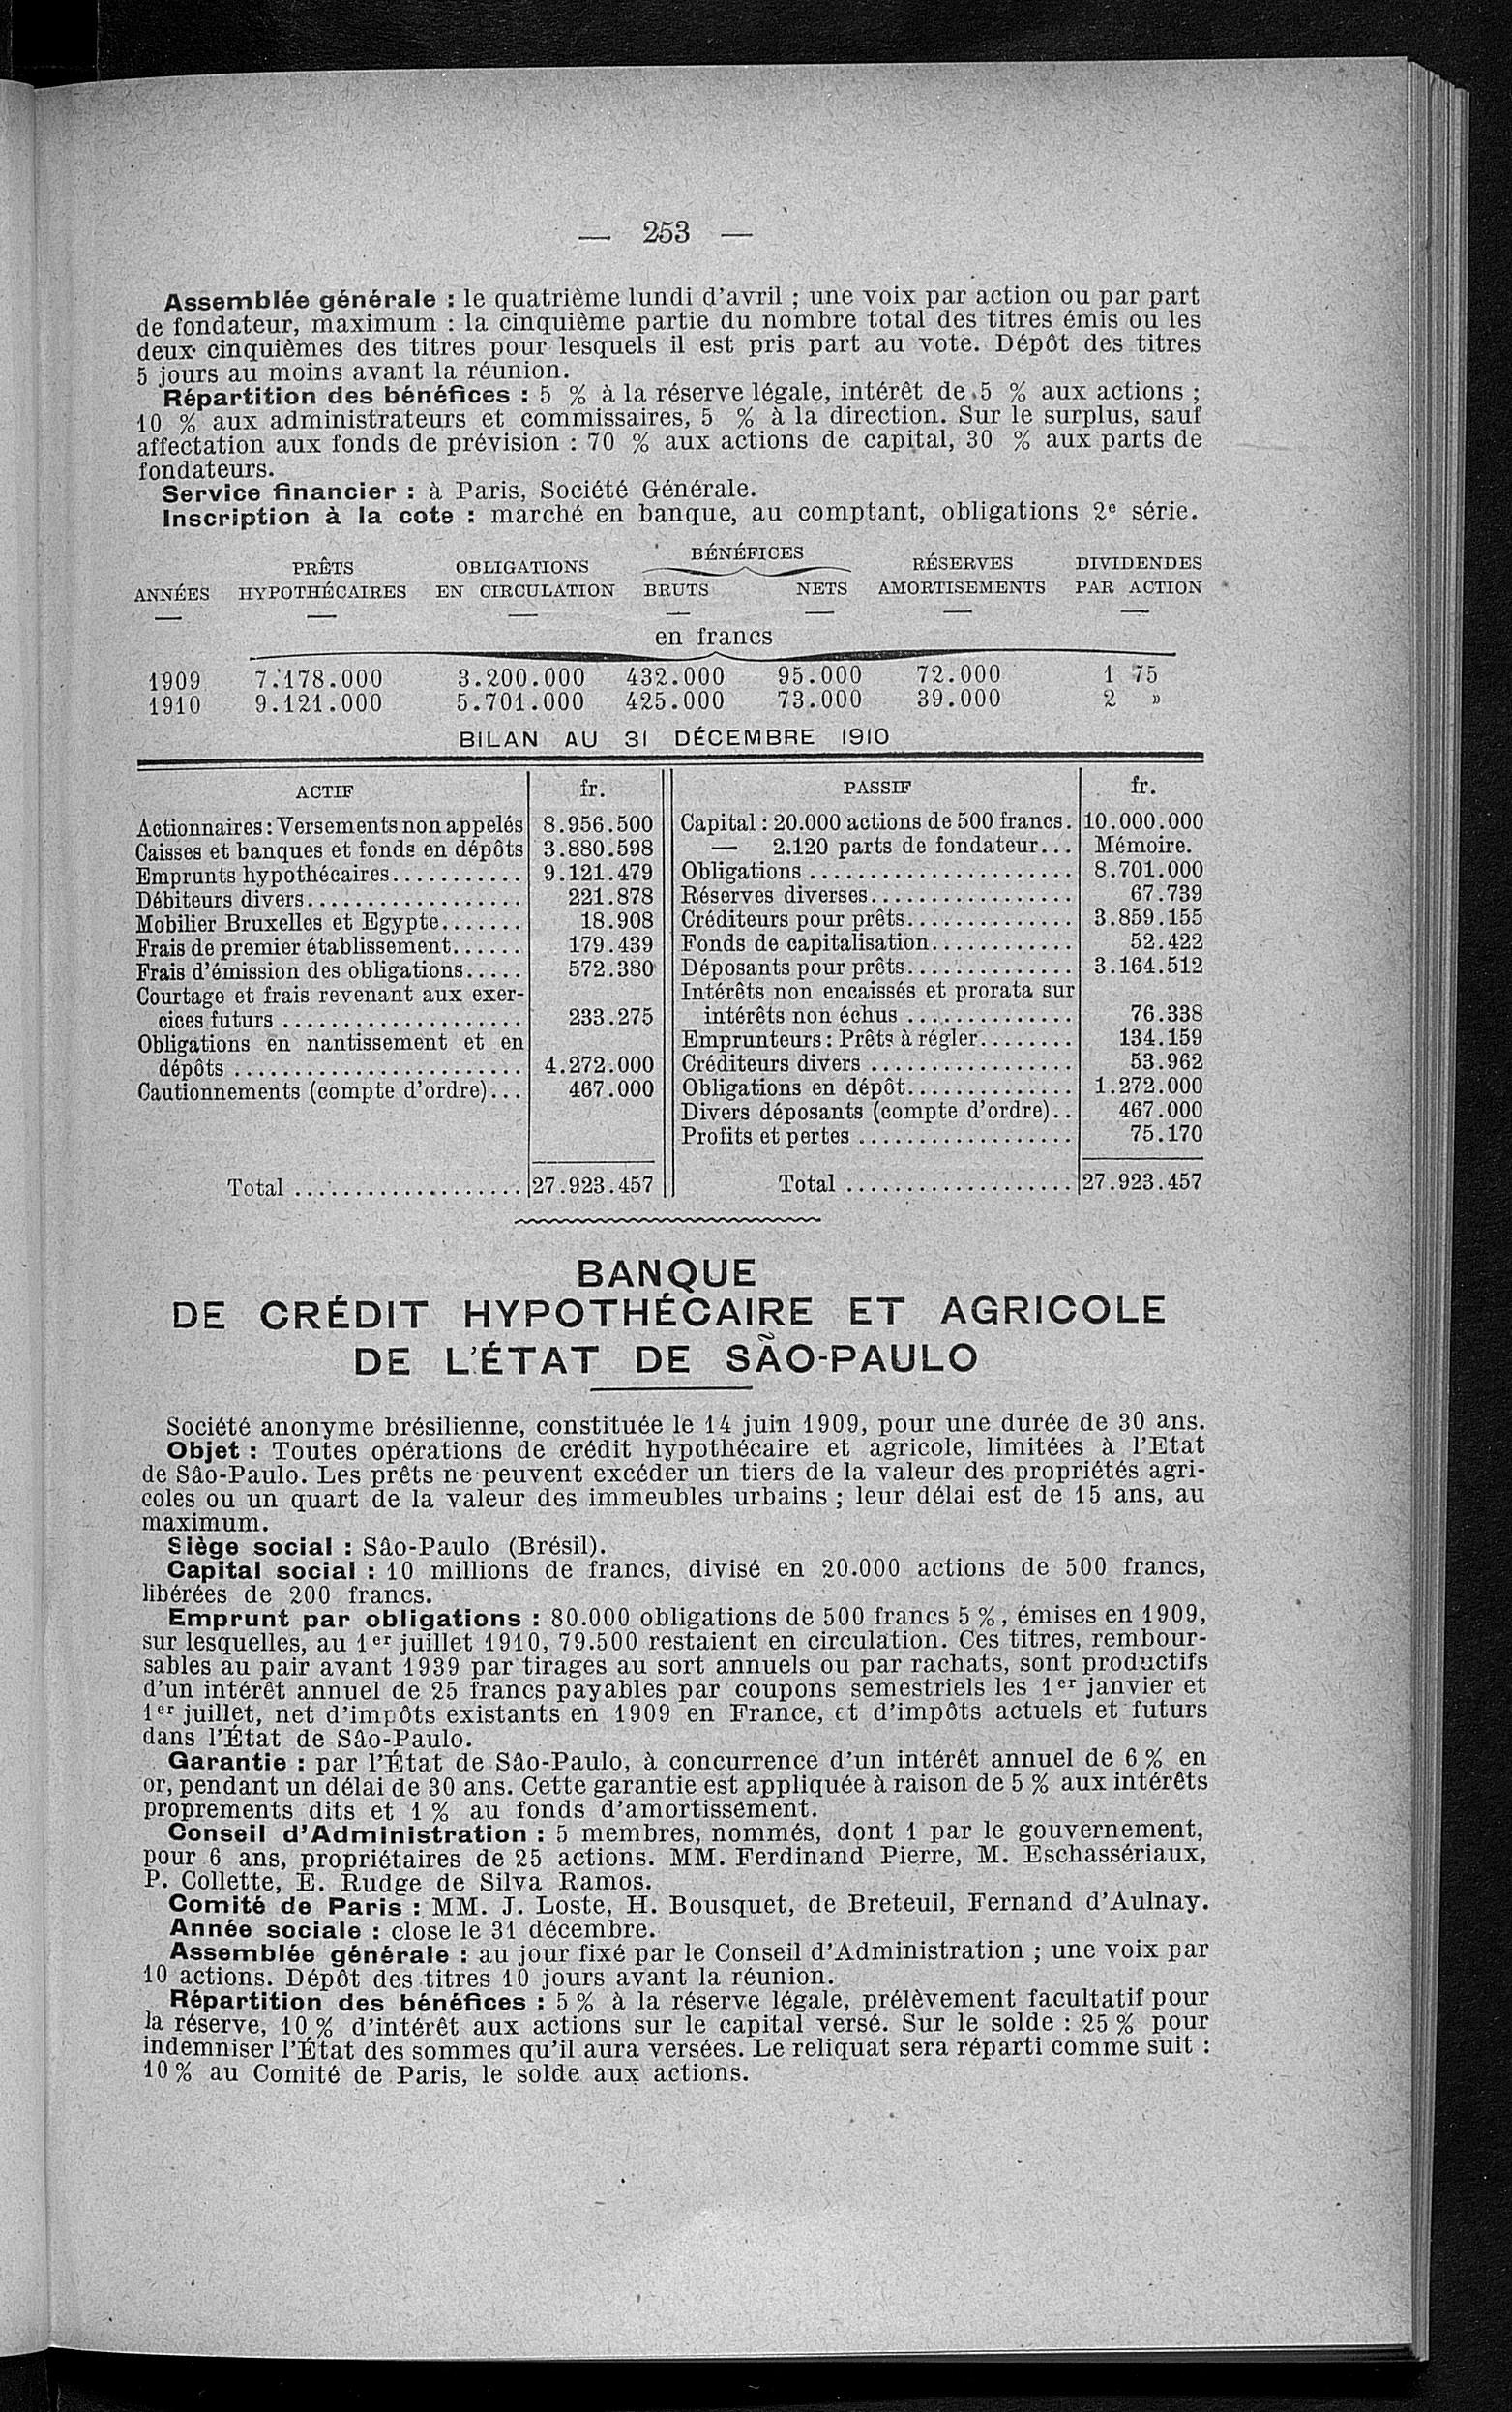 — 253 —
Assemblée générale : le quatrième lundi d'avril ; une voix par action ou par part
de fondateur, maximum : la cinquième partie du nombre total des titres émis ou les
deux cinquièmes des titres pour lesquels il est pris part au vote. Dépôt des titres
5 jours au moins avant la réunion.
Répartition des bénéfices : 5 % à la réserve légale, intérêt de 5 % aux actions ;
10 % aux administrateurs et commissaires, 5 % à la direction. Sur le surplus, sauf
affectation aux fonds de prévision : 70 % aux actions de capital, 30 % aux parts de
fondateurs.
Service financier : à Paris, Société Générale.
Inscription à la cote : marché en banque, au comptant, obligations 2e série.
BÉNÉFICES
PRÊTS OBLIGATIONS RÉSERVES DIVIDENDES
ANNÉES HYPOTHÉCAIRES EN CIRCULATION BRUTS NETS AMORTISEMENTS PAR ACTION
— — — — — — —
en francs
1909 7.178.000 3.200.000 432.000 95.000 72.000 1 75
1910 9.121.000 5.701.000 425.000 73.000 39.000 2 »
BILAN AU 31 DÉCEMBRE 1910
ACTIF fr. PASSIF fr.
Actionnaires : Versements non appelés 8.956.500 Capital : 20.000 actions de 500 francs. 10.000.000
Caisses et banques et fonds en dépôts 3.880.598 — 2.120 parts de fondateur... Mémoire.
Emprunts hypothécaires........... 9.121.479 Obligations ...................... 8.701.000
Débiteurs divers.................. 221.878 Réserves diverses................. 67.739
Mobilier Bruxelles et Egypte....... 18.908 Créditeurs pour prêts.............. 3.859.155
Frais de premier établissement...... 179.439 Fonds de capitalisation............ 52.422
Frais d'émission des obligations..... 572.380 Déposants pour prêts.............. 3.164.512
Courtage et frais revenant aux exer- Intérêts non encaissés et prorata sur
cices futurs .................... 233.275 intérêts non échus .............. 76.338
Obligations en nantissement et en Emprunteurs : Prêts à régler........ 134.159
dépôts ........................ 4.272.000 Créditeurs divers ................. 53.962
Cautionnements (compte d'ordre)... 467.000 Obligations en dépôt.............. 1.272.000
Divers déposants (compte d'ordre).. 467.000
Profits et pertes .................. 75.170
Total ................... 27.923.457 Total ................... 27.923.457
BANQUE
DE CRÉDIT HYPOTHÉCAIRE ET AGRICOLE
DE L'ÉTAT DE SÃO-PAULO
Société anonyme brésilienne, constituée le 14 juin 1909, pour une durée de 30 ans.
Objet : Toutes opérations de crédit hypothécaire et agricole, limitées à l'Etat
de Sâo-Paulo. Les prêts ne peuvent excéder un tiers de la valeur des propriétés agri-
coles ou un quart de la valeur des immeubles urbains ; leur délai est de 15 ans, au
maximum.
Siège social : Sâo-Paulo (Brésil).
Capital social : 10 millions de francs, divisé en 20.000 actions de 500 francs,
libérées de 200 francs.
Emprunt par obligations : 80.000 obligations de 500 francs 5 %, émises en 1909,
sur lesquelles, au 1er juillet 1910, 79.500 restaient en circulation. Ces titres, rembour-
sables au pair avant 1939 par tirages au sort annuels ou par rachats, sont productifs
d'un intérêt annuel de 25 francs payables par coupons semestriels les 1er janvier et
1er juillet, net d'impôts existants en 1909 en France, et d'impôts actuels et futurs
dans l'État de Sâo-Paulo.
Garantie : par l'État de Sâo-Paulo, à concurrence d'un intérêt annuel de 6 % en
or, pendant un délai de 30 ans. Cette garantie est appliquée à raison de 5 % aux intérêts
proprements dits et 1 % au fonds d'amortissement.
Conseil d'Administration : 5 membres, nommés, dont 1 par le gouvernement,
pour 6 ans, propriétaires de 25 actions. MM. Ferdinand Pierre, M. Eschassériaux,
P. Collette, E. Rudge de Silva Ramos.
Comité de Paris : MM. J. Loste, H. Bousquet, de Breteuil, Fernand d'Aulnay.
Année sociale : close le 31 décembre.
Assemblée générale : au jour fixé par le Conseil d'Administration ; une voix par
10 actions. Dépôt des titres 10 jours avant la réunion.
Répartition des bénéfices : 5 % à la réserve légale, prélèvement facultatif pour
la réserve, 10 % d'intérêt aux actions sur le capital versé. Sur le solde : 25 % pour
indemniser l'État des sommes qu'il aura versées. Le reliquat sera réparti comme suit :
10 % au Comité de Paris, le solde aux actions.